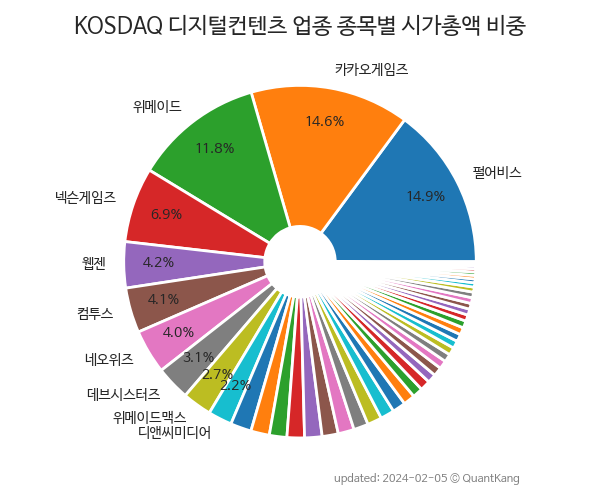 KOSDAQ 디지털컨텐츠 업종 종목별 시가총액 비중
카카오게임즈
위메이드
14.6%
11.8%
펄어비스
14.9%
넥슨게임즈
6.9%
웹젠
4.2%
컴투스
4.1%
네오위즈
4.0%
3.1%
데브시스터즈
2.7%
2.2%
위메이드맥스
디앤씨미디어
updated: 2024-02-05 © QuantKang